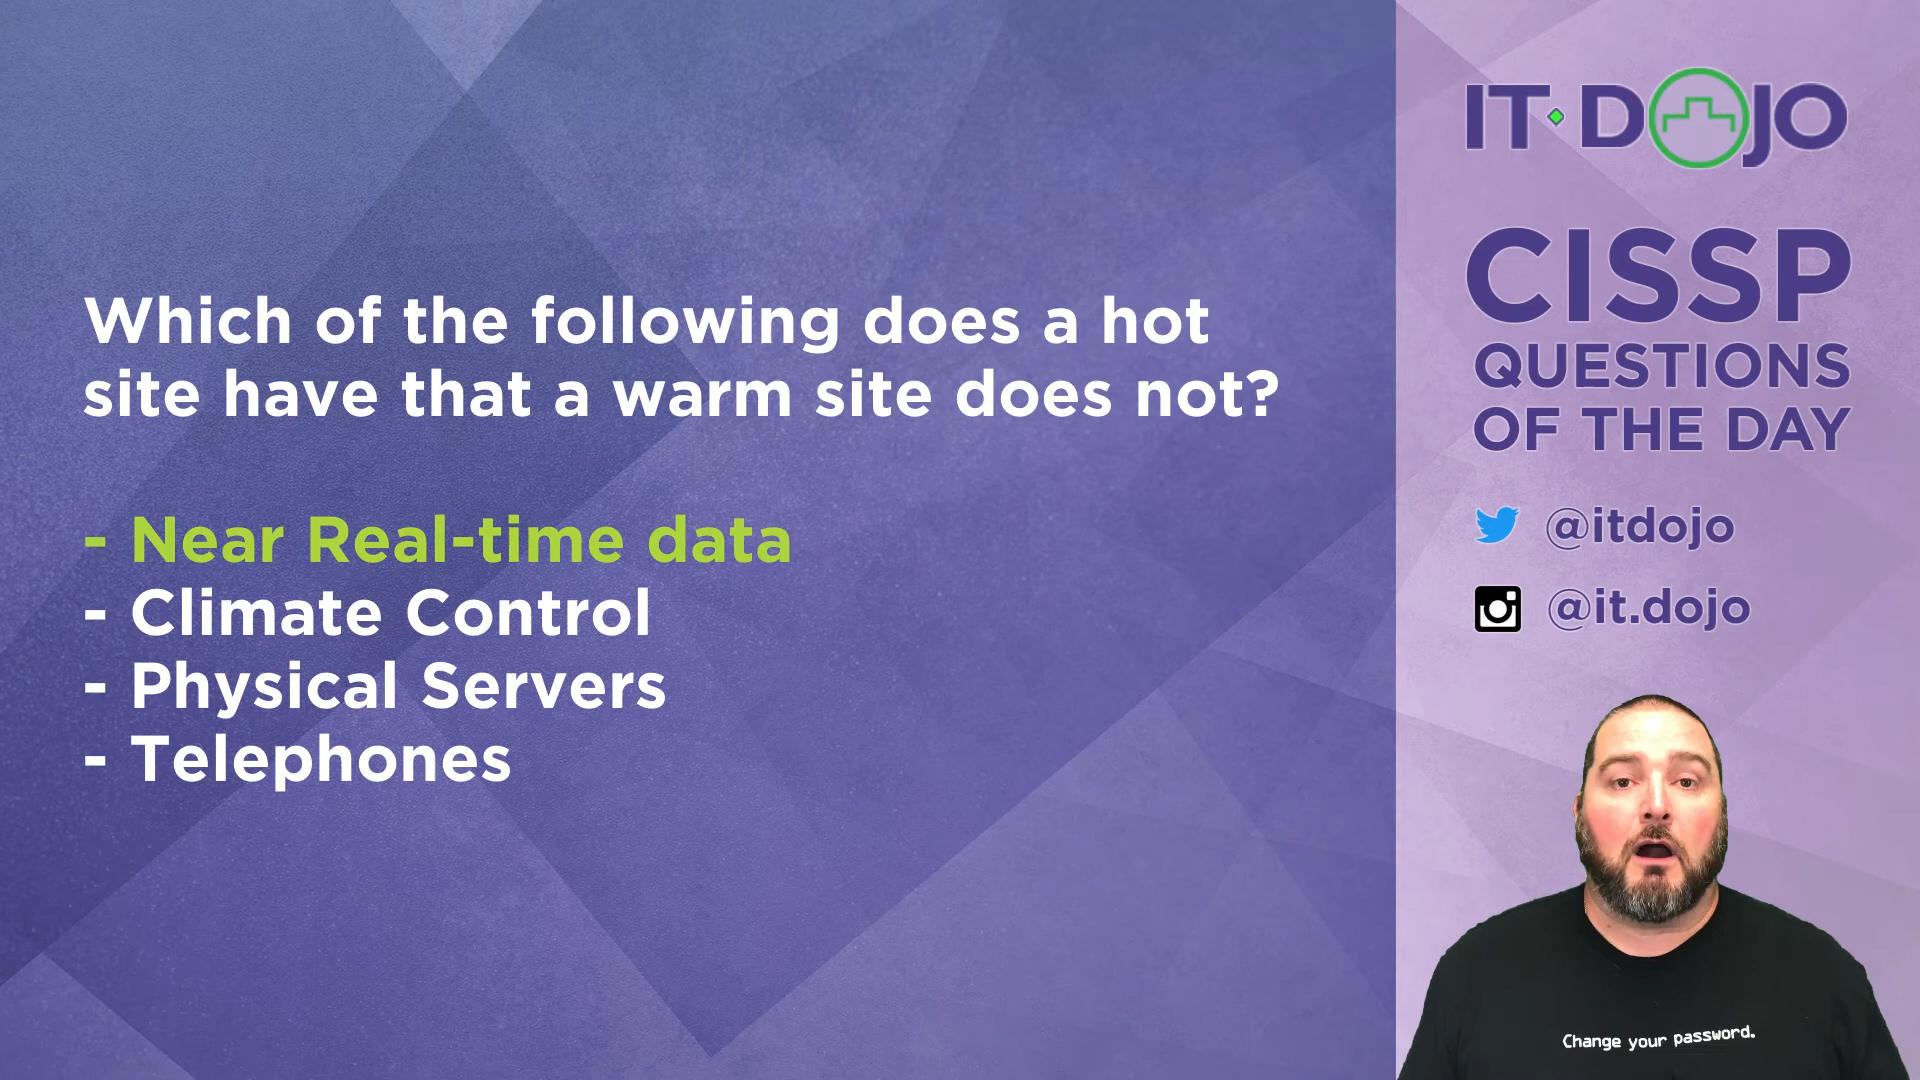 Which of the following does a hot
site have that a warm site does not?
- Near Real-time data
- Climate Control
- Physical Servers
- Telephones
IT DOJO
CISSP
QUESTIONS
OF THE DAY
@itdojo
@it.dojo
Change your password.